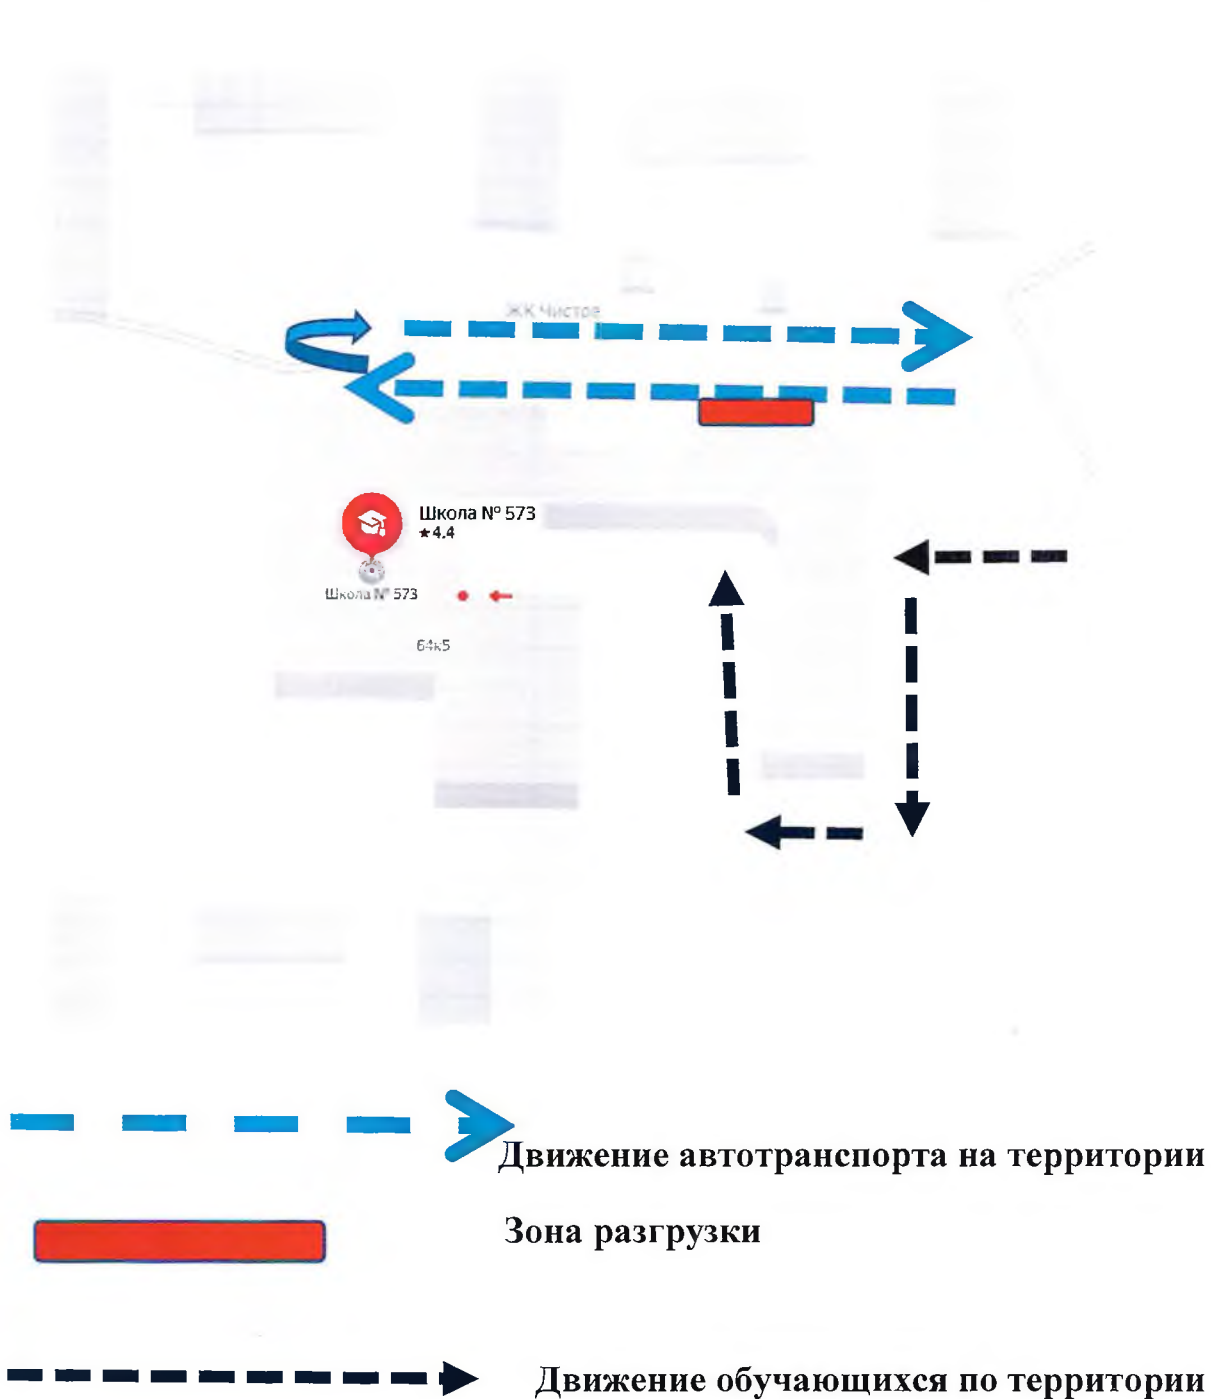 ЖК Чистое
Школа № 573
★4.4
Школа № 573
64к5
Движение автотранспорта на территории
Зона разгрузки
Движение обучающихся по территории